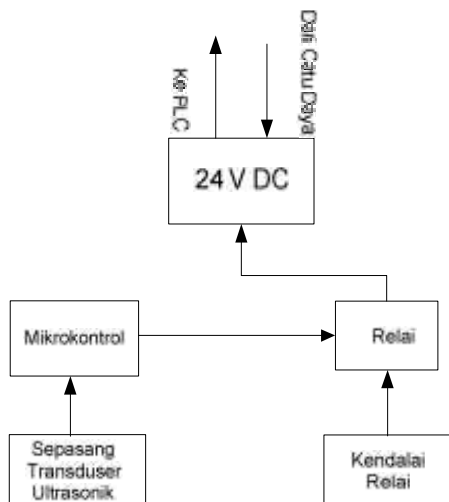 Ke PLC
Dari Catu Daya
24 V DC
Mikrokontrol
Relai
Sepasang
Transduser
Ultrasonik
Kendalai
Relai